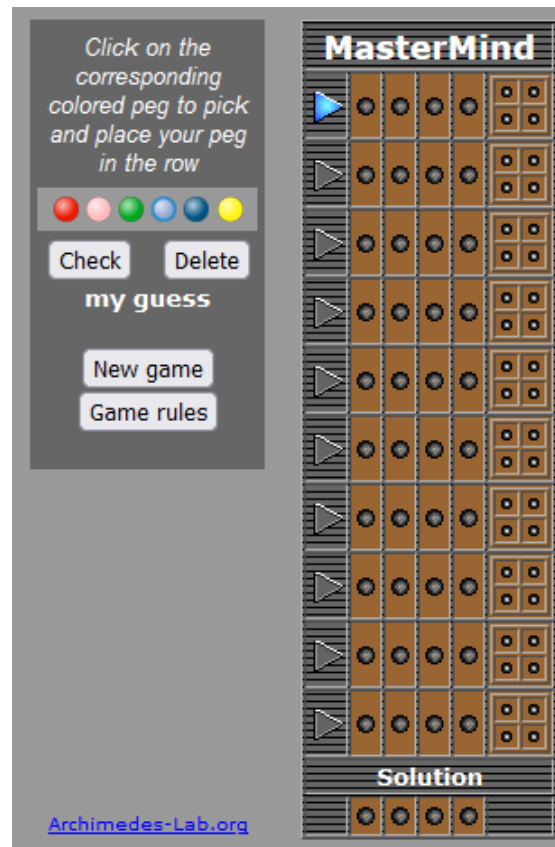 Click on the
corresponding
colored peg to pick
and place your peg
in the row
Check
Delete
my guess
New game
Game rules
Archimedes-Lab.org
MasterMind
Solution